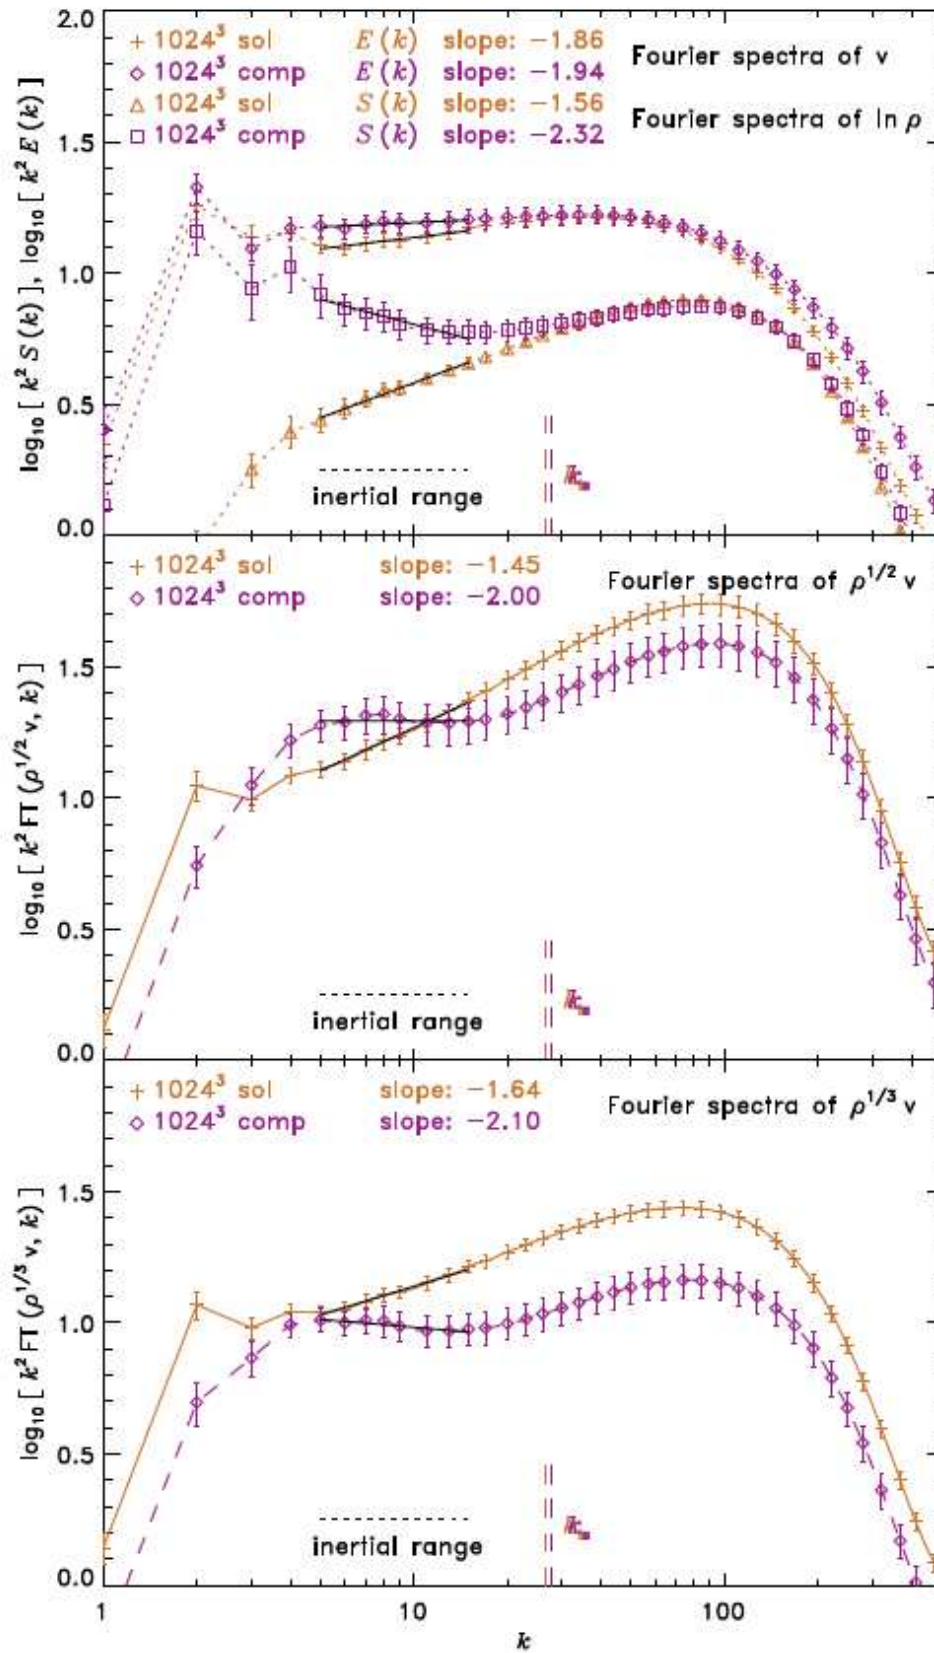 2.0
+ 1024³ sol E(k) slope: −1.86
◇ 1024³ comp E(k) slope: −1.94
Fourier spectra of v
△ 1024³ sol S(k) slope: −1.56
□ 1024³ comp S(k) slope: −2.32
Fourier spectra of ln ρ
log₁₀ [ k² S(k) ], log₁₀ [ k² E(k) ]
1.5
1.0
0.5
inertial range
0.0
+ 1024³ sol slope: −1.45
◇ 1024³ comp slope: −2.00
Fourier spectra of ρ^1/2 v
log₁₀ [ k² FT (ρ^1/2 v, k) ]
1.5
1.0
0.5
inertial range
0.0
+ 1024³ sol slope: −1.64
◇ 1024³ comp slope: −2.10
Fourier spectra of ρ^1/3 v
log₁₀ [ k² FT (ρ^1/3 v, k) ]
1.5
1.0
0.5
inertial range
0.0
1 10 100
k